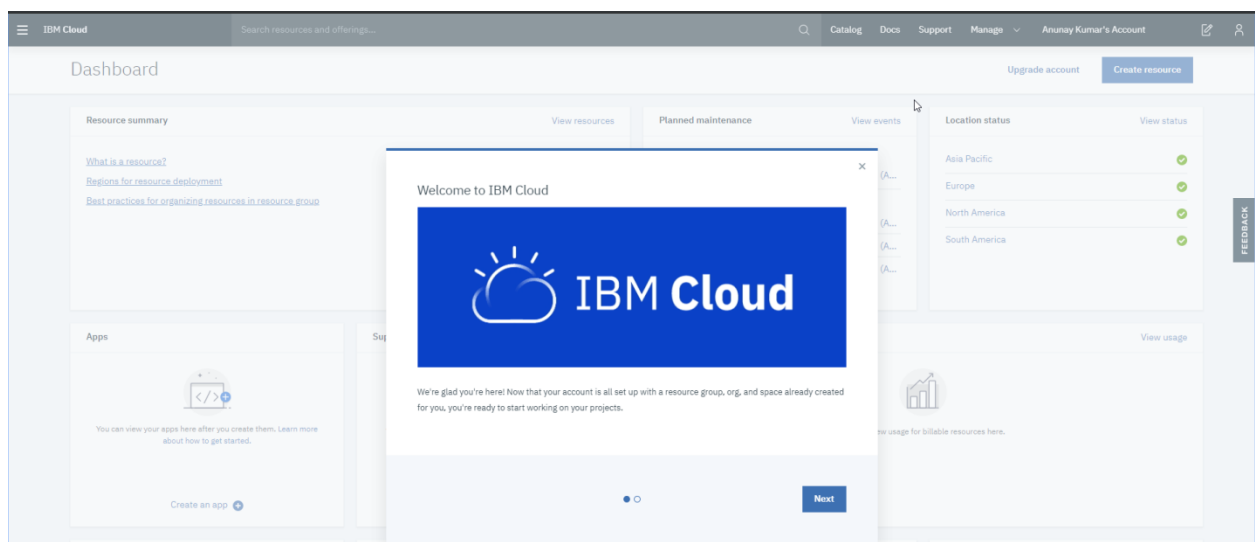 IBM Cloud
Search resources and offerings...
Catalog
Docs
Support
Manage
Anunay Kumar's Account
Dashboard
Upgrade account
Create resource
Resource summary
View resources
What is a resource?
Regions for resource deployment
Best practices for organizing resources in resource group
Planned maintenance
View events
(A...
(A...
(A...
(A...
Location status
View status
Asia Pacific
Europe
North America
South America
FEEDBACK
Welcome to IBM Cloud
IBM Cloud
We're glad you're here! Now that your account is all set up with a resource group, org, and space already created
for you, you're ready to start working on your projects.
Next
Apps
You can view your apps here after you create them. Learn more
about how to get started.
Create an app
View usage
usage for billable resources here.